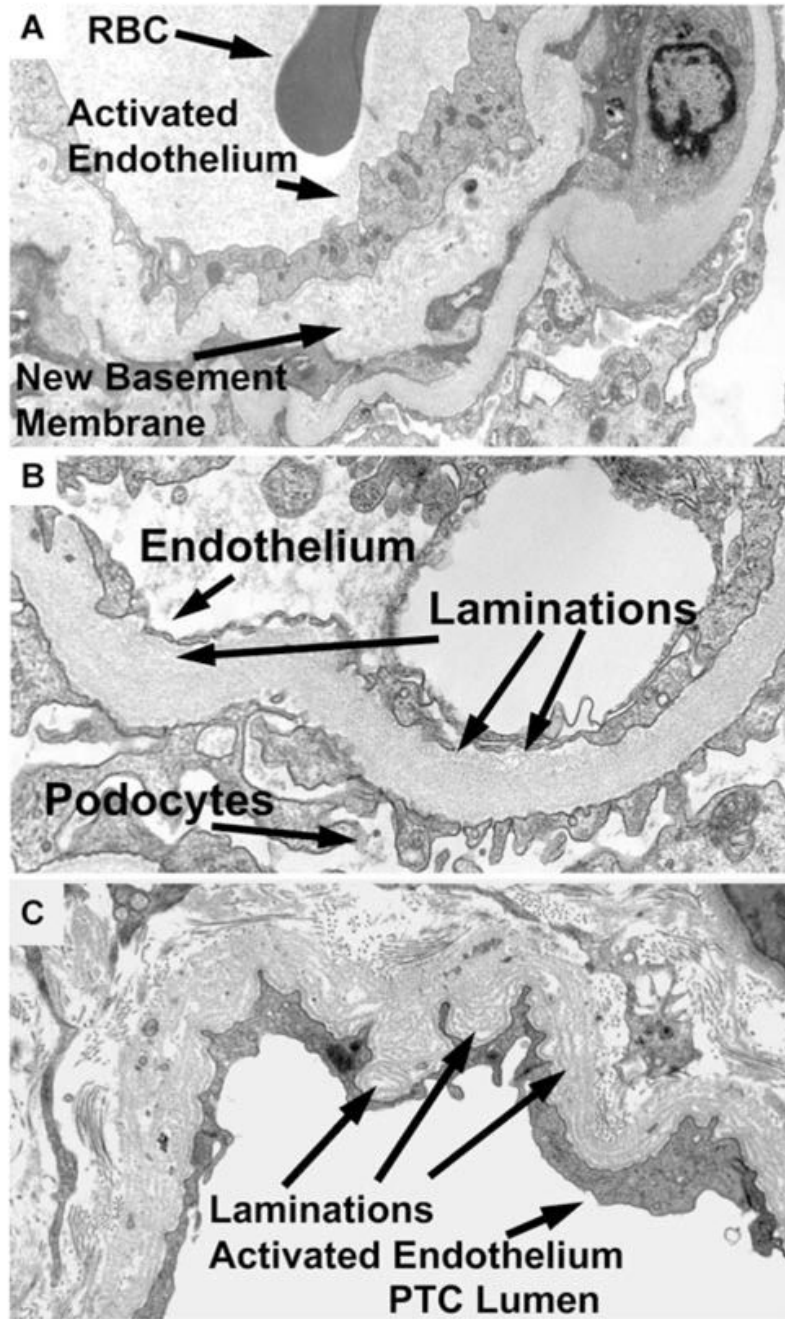 A
RBC
Activated
Endothelium
New Basement
Membrane
B
Endothelium
Laminations
Podocytes
C
Laminations
Activated Endothelium
PTC Lumen